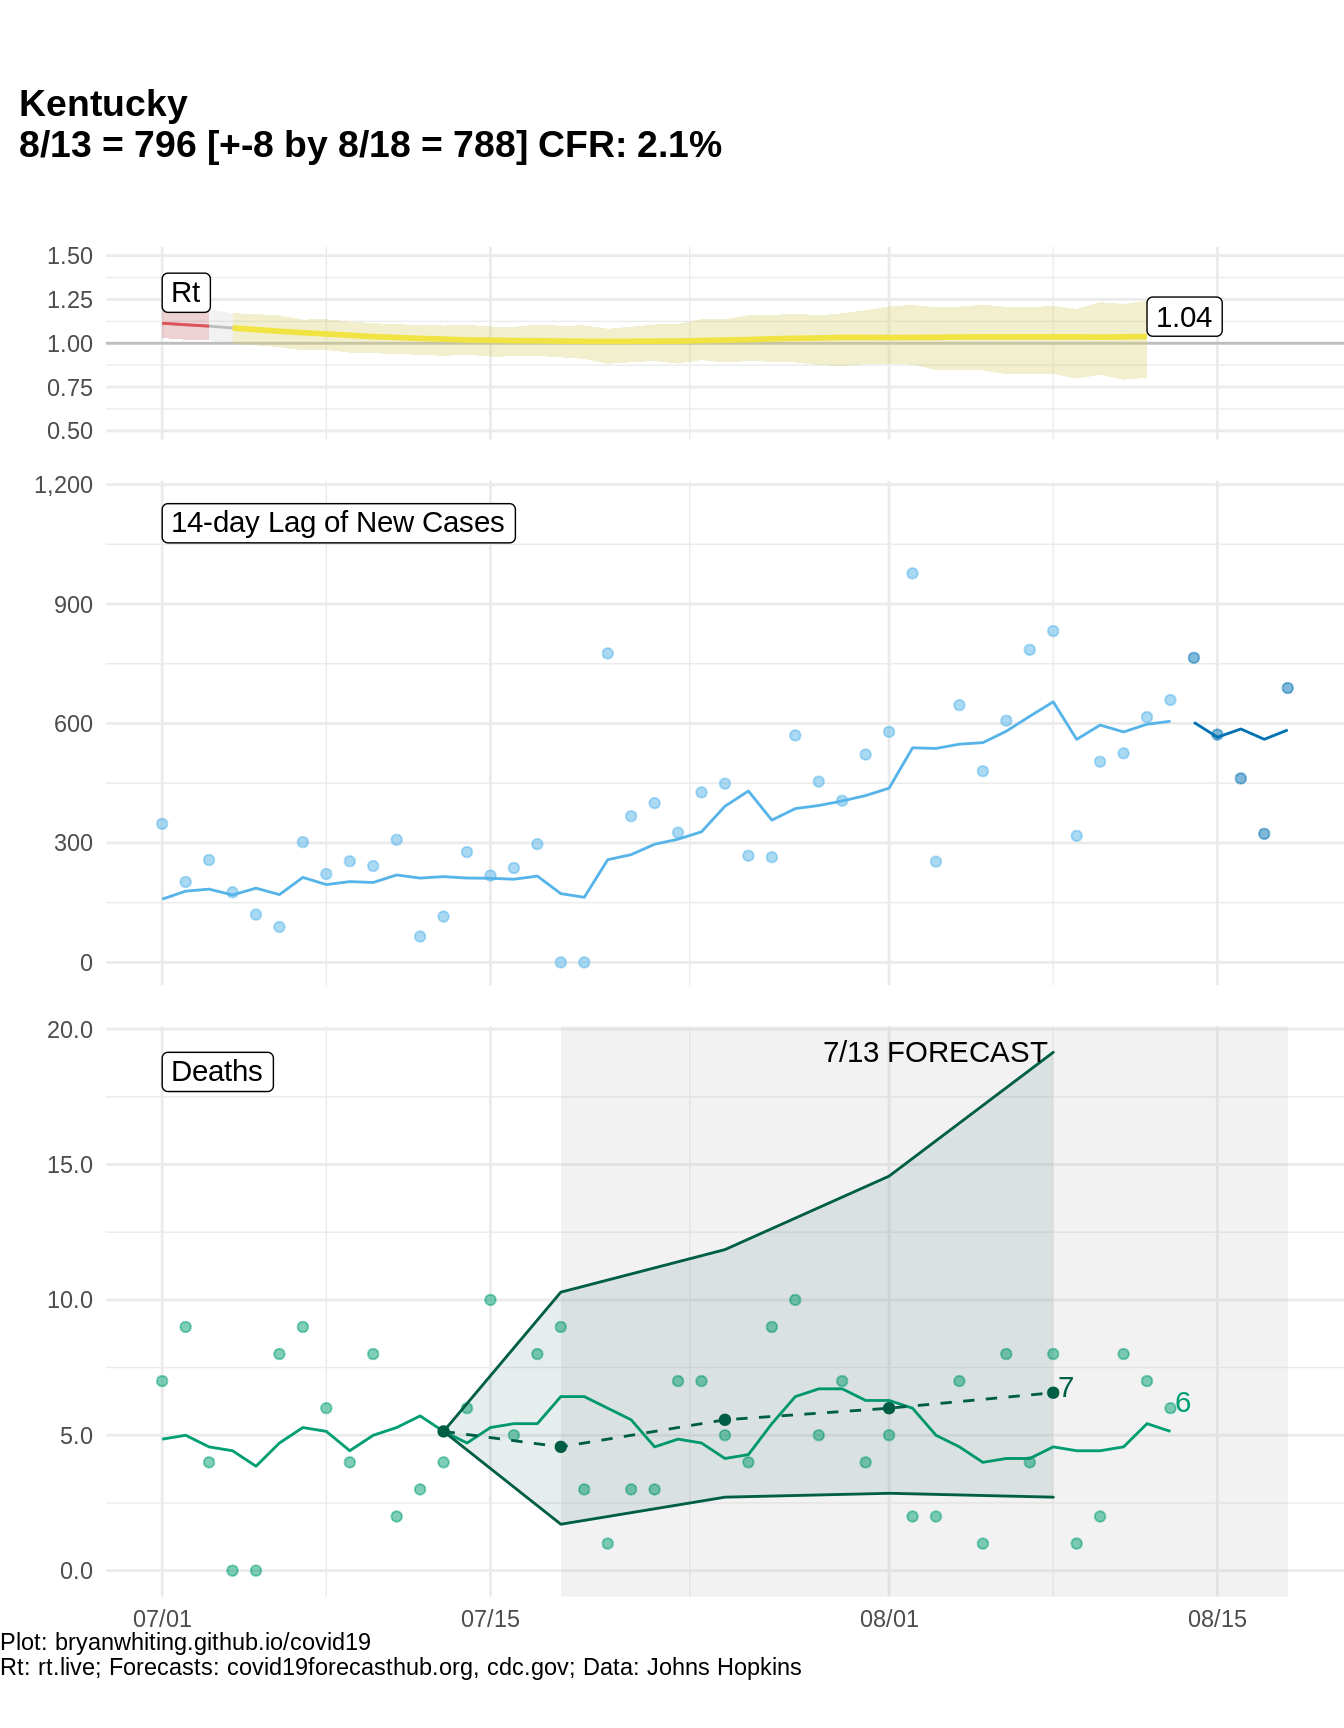 Kentucky
8/13 = 796 [+-8 by 8/18 = 788] CFR: 2.1%
1.50
1.25
1.00
0.75
0.50
Rt
1.04
1,200
900
600
300
0
14-day Lag of New Cases
20.0
15.0
10.0
5.0
0.0
Deaths
7/13 FORECAST
7
6
07/01
07/15
08/01
08/15
Plot: bryanwhiting.github.io/covid19
Rt: rt.live; Forecasts: covid19forecasthub.org, cdc.gov; Data: Johns Hopkins